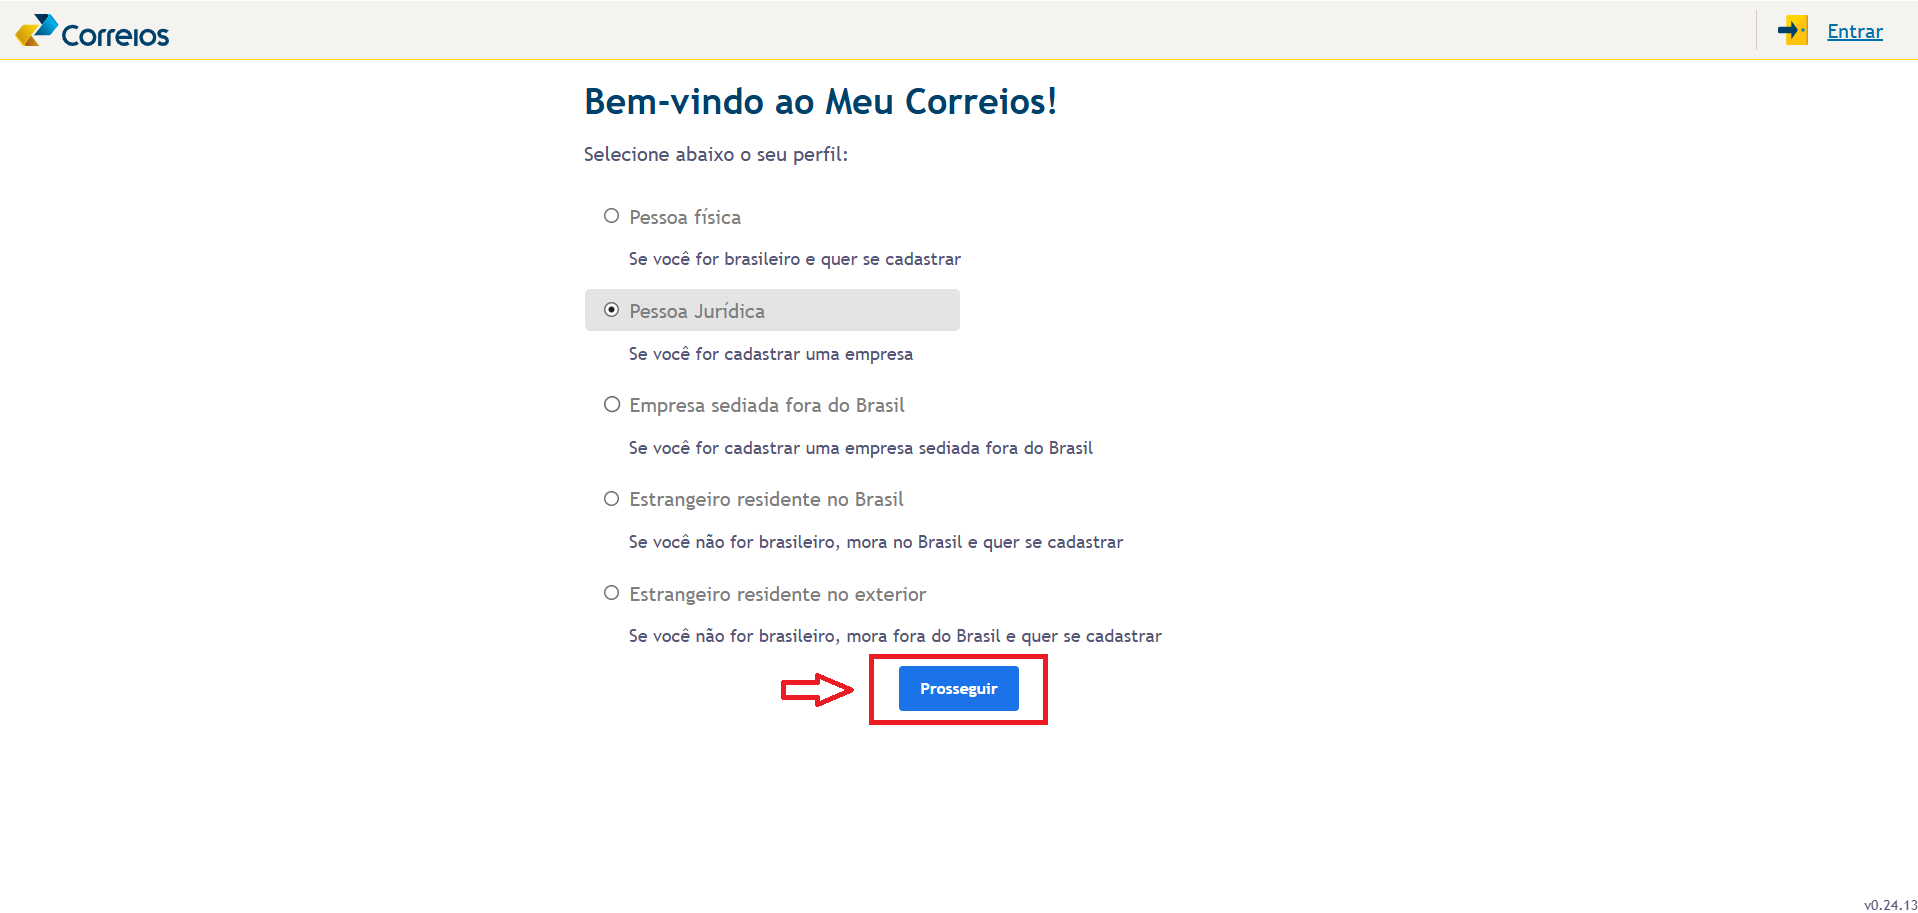 Correios
Entrar
Bem-vindo ao Meu Correios!
Selecione abaixo o seu perfil:
Pessoa física
Se você for brasileiro e quer se cadastrar
Pessoa Jurídica
Se você for cadastrar uma empresa
Empresa sediada fora do Brasil
Se você for cadastrar uma empresa sediada fora do Brasil
Estrangeiro residente no Brasil
Se você não for brasileiro, mora no Brasil e quer se cadastrar
Estrangeiro residente no exterior
Se você não for brasileiro, mora fora do Brasil e quer se cadastrar
Prosseguir
v0.24.13